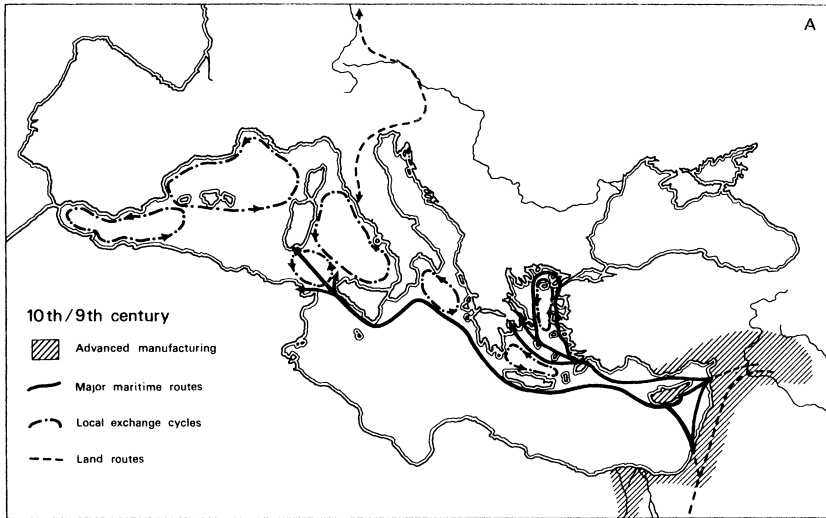 A
10th/9th century
Advanced manufacturing
Major maritime routes
Local exchange cycles
Land routes